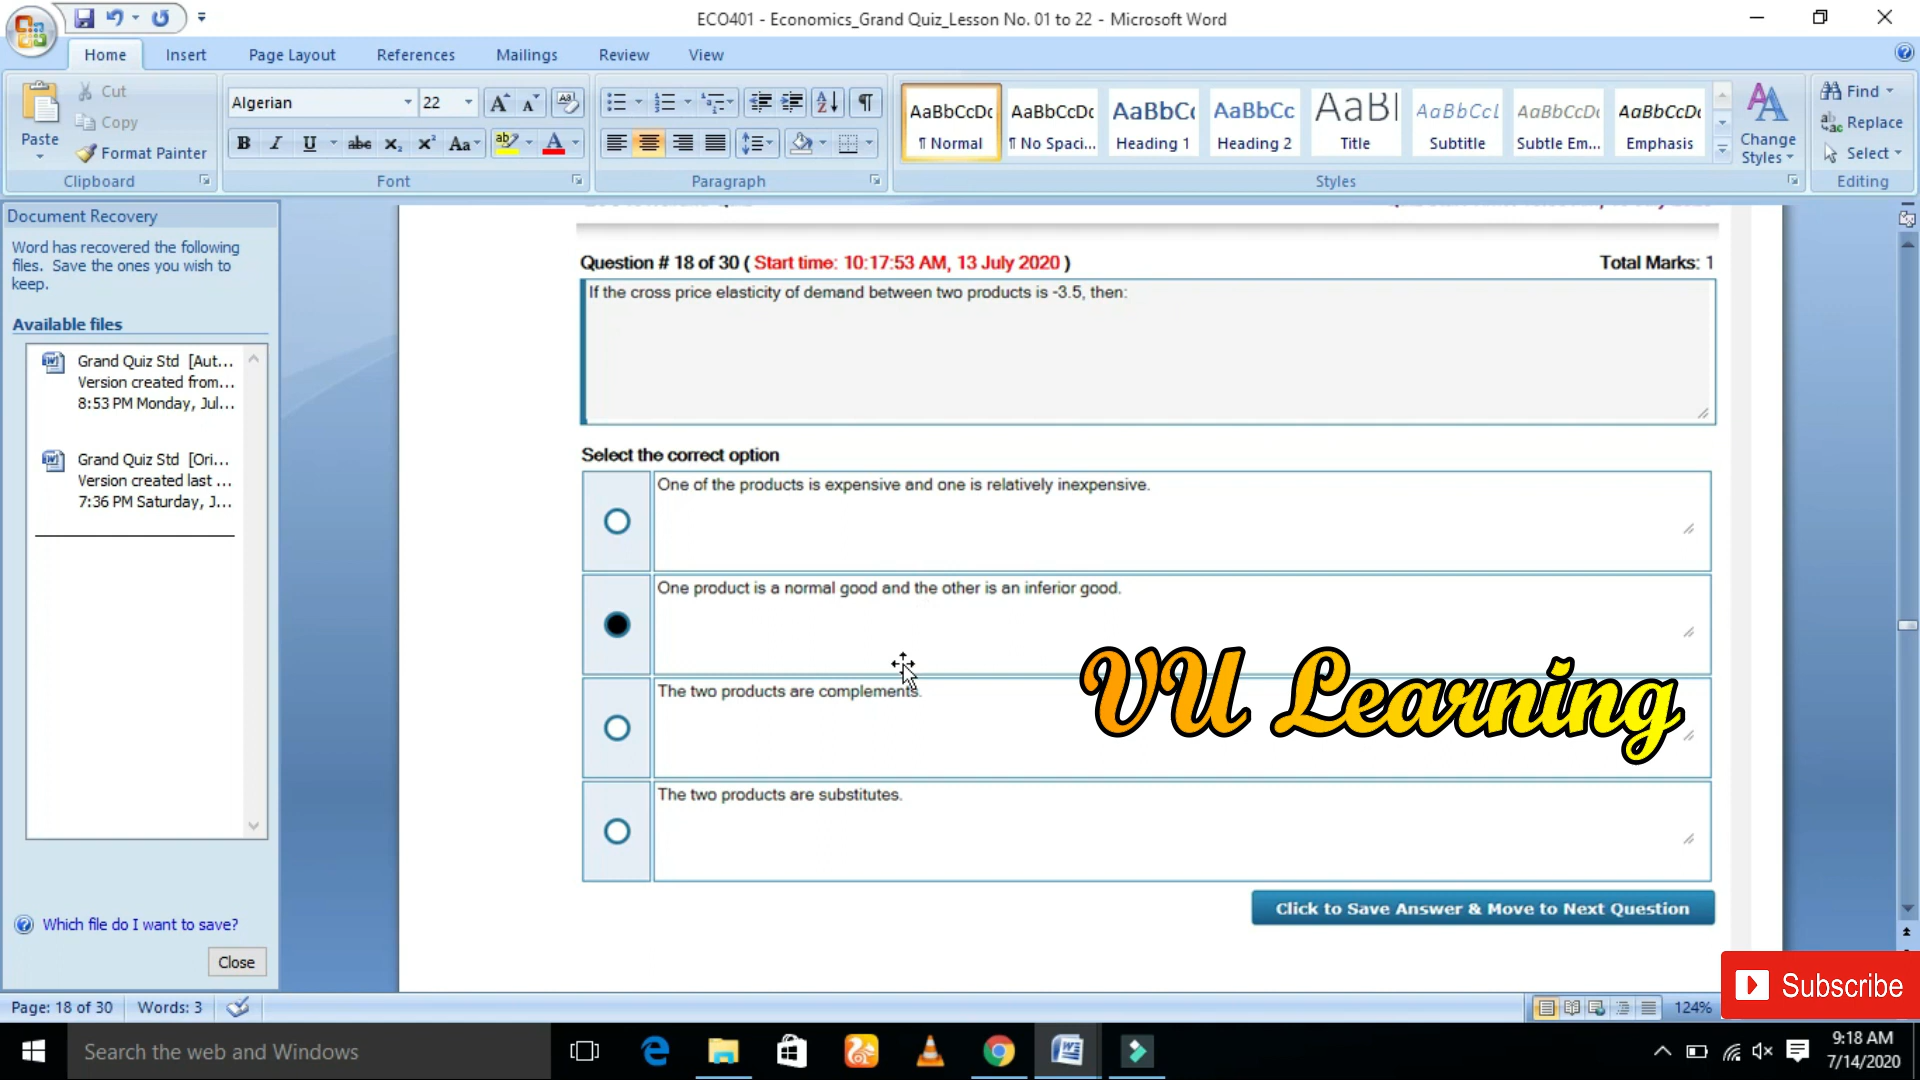 ECO401 - Economics_Grand Quiz_Lesson No. 01 to 22 - Microsoft Word
Home Insert Page Layout References Mailings Review View
Paste
Cut
Copy
Format Painter
Clipboard
Algerian 22
B I U abc X₂ X² Aa A
Font
Paragraph
AaBbCcDc AaBbCcDc AaBbCc AaBbCc AaBl AaBbCcL AaBbCcDc AaBbCcDc
¶ Normal ¶ No Spaci... Heading 1 Heading 2 Title Subtitle Subtle Em... Emphasis
Change Styles
Styles
Find
Replace
Select
Editing
Document Recovery
Word has recovered the following
files. Save the ones you wish to
keep.
Available files
Grand Quiz Std [Aut...
Version created from...
8:53 PM Monday, Jul...
Grand Quiz Std [Ori...
Version created last ...
7:36 PM Saturday, J...
Which file do I want to save?
Close
Question # 18 of 30 ( Start time: 10:17:53 AM, 13 July 2020 ) Total Marks: 1
If the cross price elasticity of demand between two products is -3.5, then:
Select the correct option
One of the products is expensive and one is relatively inexpensive.
One product is a normal good and the other is an inferior good.
The two products are complements.
The two products are substitutes.
VU Learning
Click to Save Answer & Move to Next Question
Subscribe
Page: 18 of 30 Words: 3 124%
Search the web and Windows
9:18 AM
7/14/2020